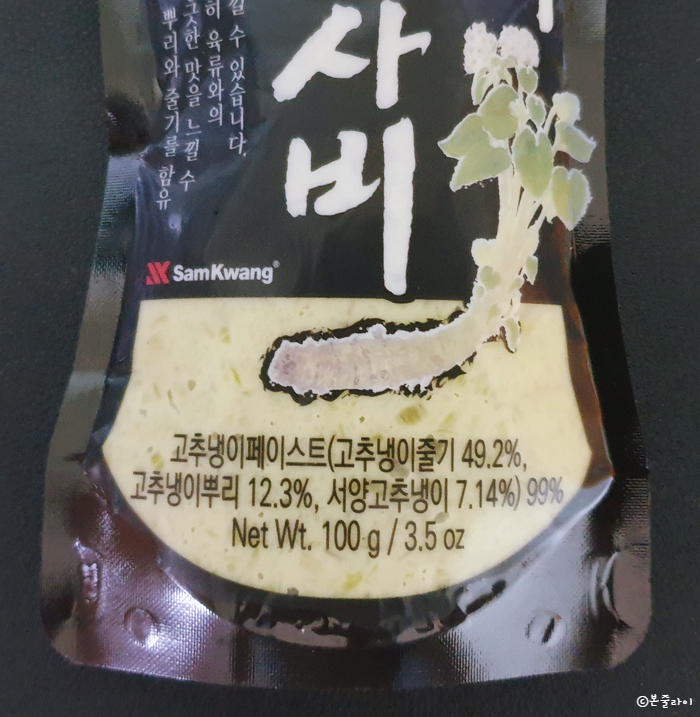 사
비
낄 수 있습니다.
히 육류와의
긋한 맛을 느낄 수
뿌리와 줄기를 함유
SamKwang®
고추냉이페이스트(고추냉이줄기 49.2%,
고추냉이뿌리 12.3%, 서양고추냉이 7.14%) 99%
Net Wt. 100 g / 3.5 oz
©본줄라이